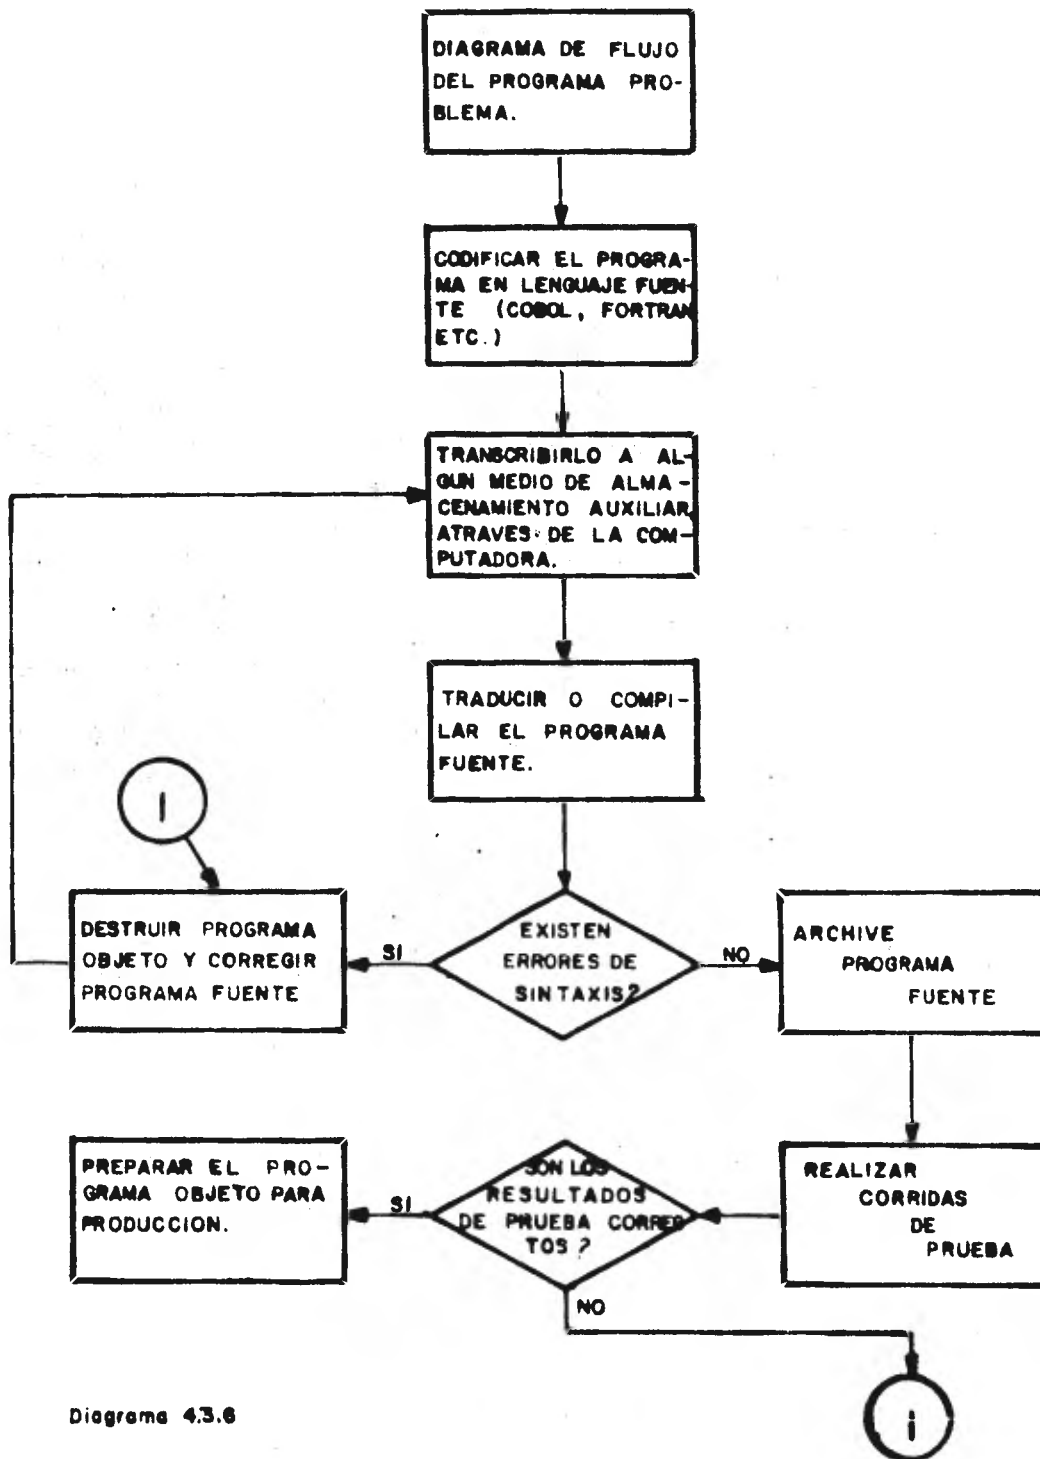 DIAGRAMA DE FLUJO
DEL PROGRAMA PRO-
BLEMA.
CODIFICAR EL PROGRA-
MA EN LENGUAJE FUEN-
TE (COBOL, FORTRAN
ETC.)
TRANSCRIBIRLO A AL-
GUN MEDIO DE ALMA-
CENAMIENTO AUXILIAR,
ATRAVES DE LA COM-
PUTADORA.
TRADUCIR O COMPI-
LAR EL PROGRAMA
FUENTE.
I
DESTRUIR PROGRAMA
OBJETO Y CORREGIR
PROGRAMA FUENTE
SI
EXISTEN
ERRORES DE
SINTAXIS?
NO
ARCHIVE
PROGRAMA
FUENTE
PREPARAR EL PRO-
GRAMA OBJETO PARA
PRODUCCION.
SI
SON LOS
RESULTADOS
DE PRUEBA CORREC
TOS ?
NO
REALIZAR
CORRIDAS
DE
PRUEBA
i
Diagrama 4.3.6